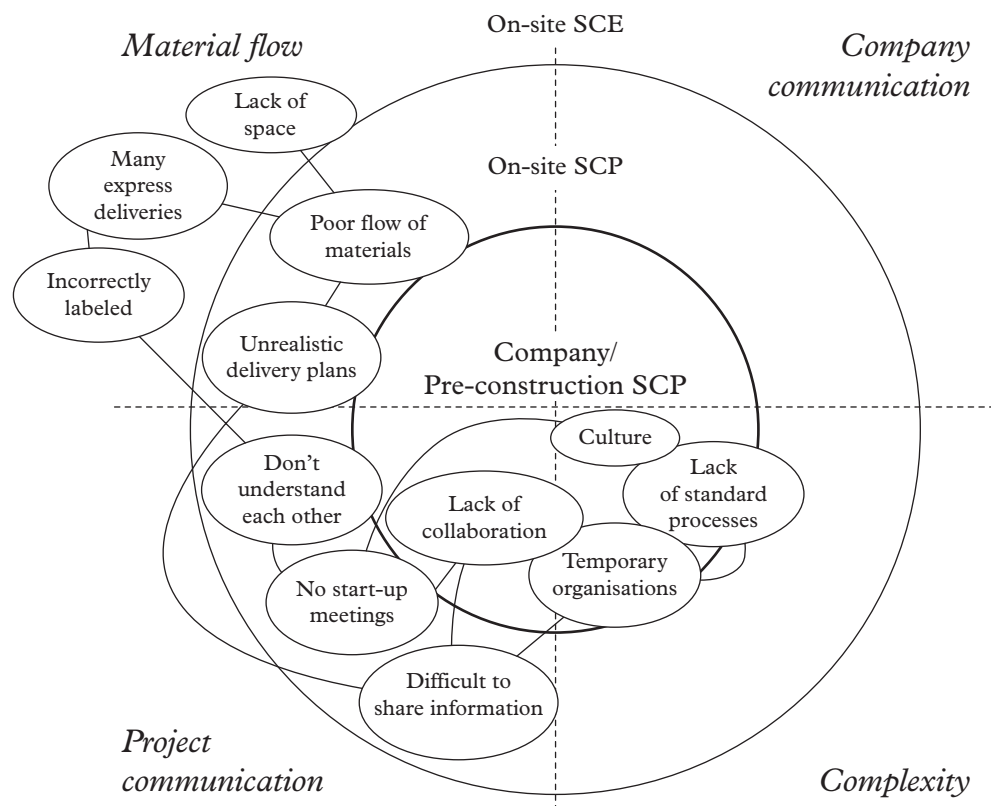 On-site SCE
Material flow
Company
communication
Lack of
space
Many
express
deliveries
On-site SCP
Poor flow of
materials
Incorrectly
labeled
Unrealistic
delivery plans
Company/
Pre-construction SCP
Culture
Don't
understand
each other
Lack of
collaboration
Lack
of standard
processes
Temporary
organisations
No start-up
meetings
Difficult to
share information
Project
communication
Complexity